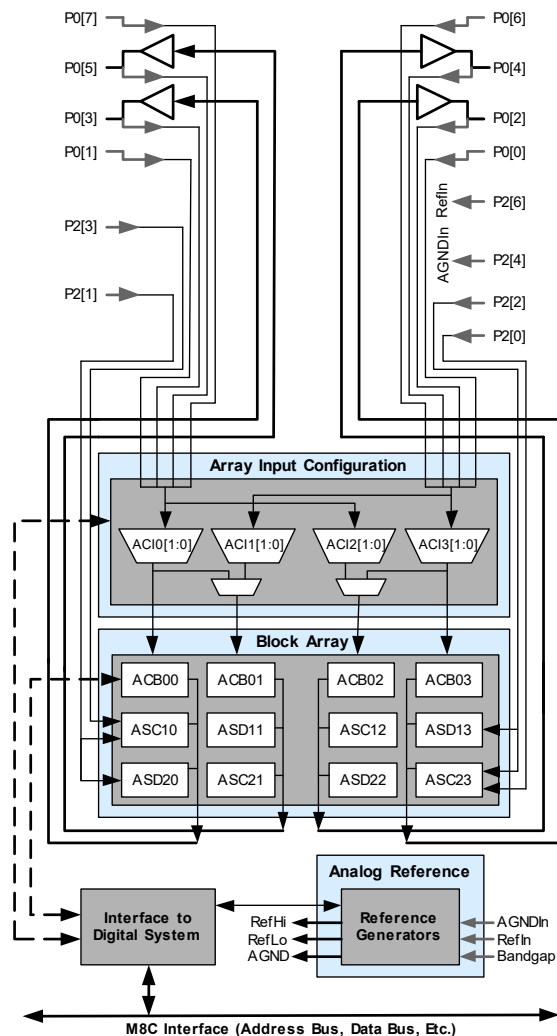 P0[7] P0[6]
P0[5] P0[4]
P0[3] P0[2]
P0[1] P0[0]
P2[6]
AGNDIn RefIn
P2[3]
P2[4]
P2[1]
P2[2]
P2[0]
Array Input Configuration
ACI0[1:0] ACI1[1:0] ACI2[1:0] ACI3[1:0]
Block Array
ACB00 ACB01 ACB02 ACB03
ASC10 ASD11 ASC12 ASD13
ASD20 ASC21 ASD22 ASC23
Analog Reference
Interface to
Digital System
RefHi
RefLo
AGND
Reference
Generators
AGNDIn
RefIn
Bandgap
M8C Interface (Address Bus, Data Bus, Etc.)